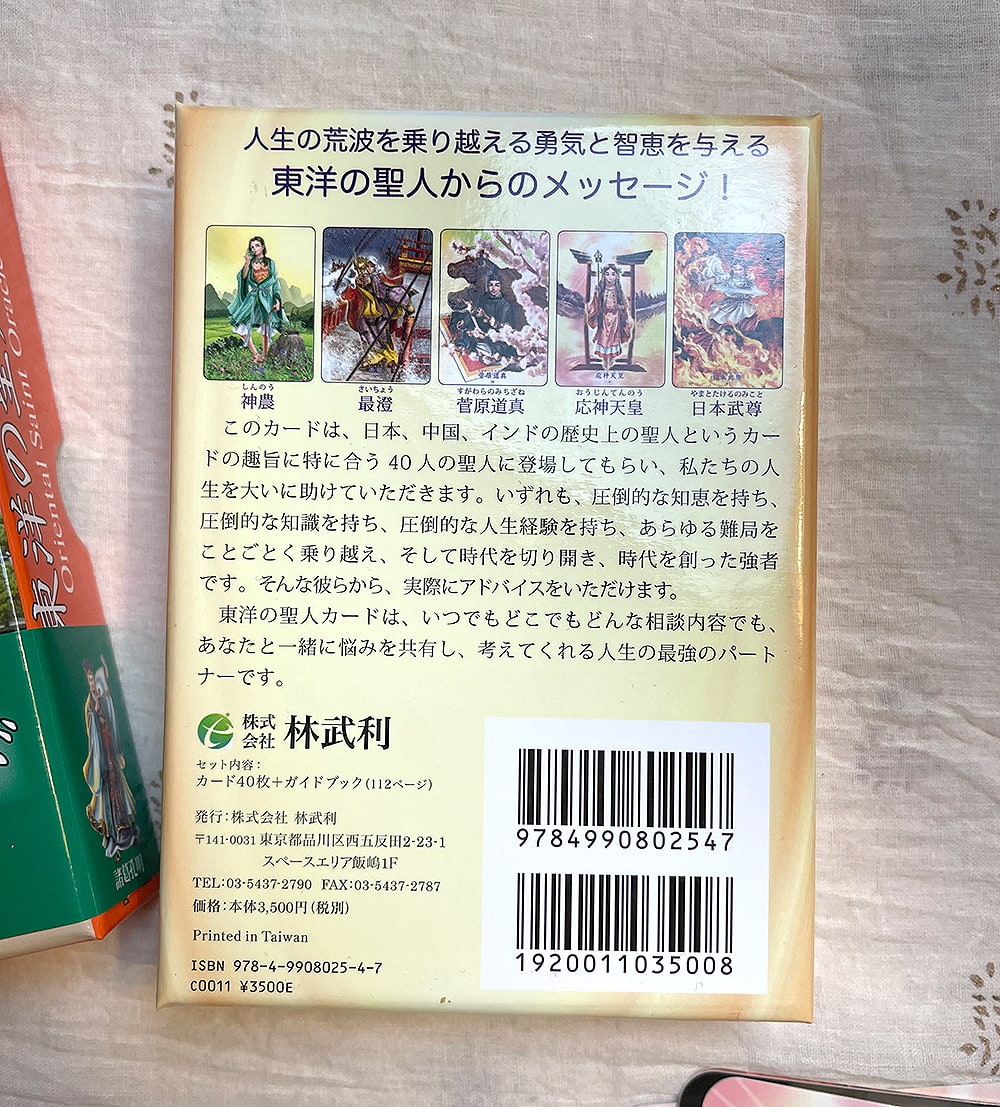 人生の荒波を乗り越える勇気と智恵を与える
東洋の聖人からのメッセージ！
菅原道真
応神天皇
しんのう
神農
さいちょう
最澄
すがわらのみちざね
菅原道真
おうじんてんのう
応神天皇
やまとたけるのみこと
日本武尊
このカードは、日本、中国、インドの歴史上の聖人というカー
ドの趣旨に特に合う40人の聖人に登場してもらい、私たちの人
生を大いに助けていただきます。いずれも、圧倒的な知恵を持ち、
圧倒的な知識を持ち、圧倒的な人生経験を持ち、あらゆる難局を
ことごとく乗り越え、そして時代を切り開き、時代を創った強者
です。そんな彼らから、実際にアドバイスをいただけます。
東洋の聖人カードは、いつでもどこでもどんな相談内容でも、
あなたと一緒に悩みを共有し、考えてくれる人生の最強のパート
ナーです。
株式会社 林武利
セット内容：
カード40枚＋ガイドブック（112ページ）
発行：株式会社 林武利
〒141-0031 東京都品川区西五反田2-23-1
スペースエリア飯嶋1F
TEL：03-5437-2790 FAX：03-5437-2787
価格：本体3,500円（税別）
Printed in Taiwan
ISBN 978-4-9908025-4-7
C0011 ¥3500E
9784990802547
1920011035008
東洋の聖
Oriental Saint Oracle
諸葛孔明